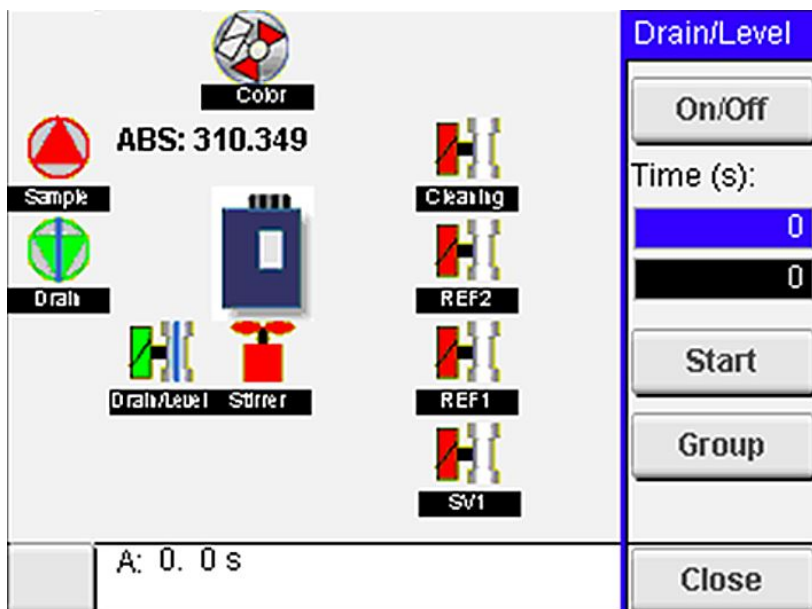 Drain/Level
Color
On/Off
ABS: 310.349
Time (s):
Sample
Cleaning
0
0
Drain
REF2
Start
Drain/Level
Stirrer
REF1
Group
SV1
A: 0. 0 s
Close